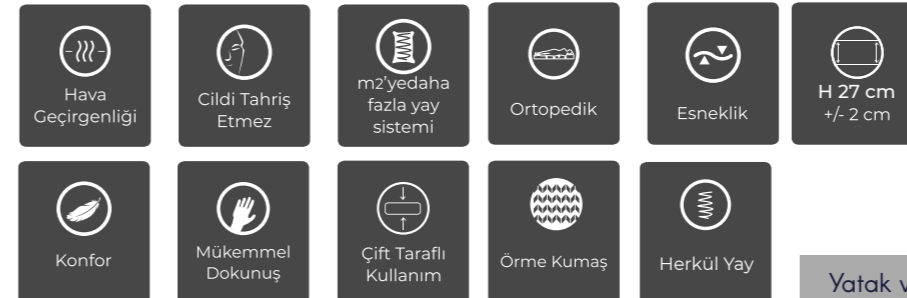 Hava
Geçirgenliği
Cildi Tahriş
Etmez
m2'yedaha
fazla yay
sistemi
Ortopedik
Esneklik
H 27 cm
+/- 2 cm
Konfor
Mükemmel
Dokunuş
Çift Taraflı
Kullanım
Örme Kumaş
Herkül Yay
Yatak v